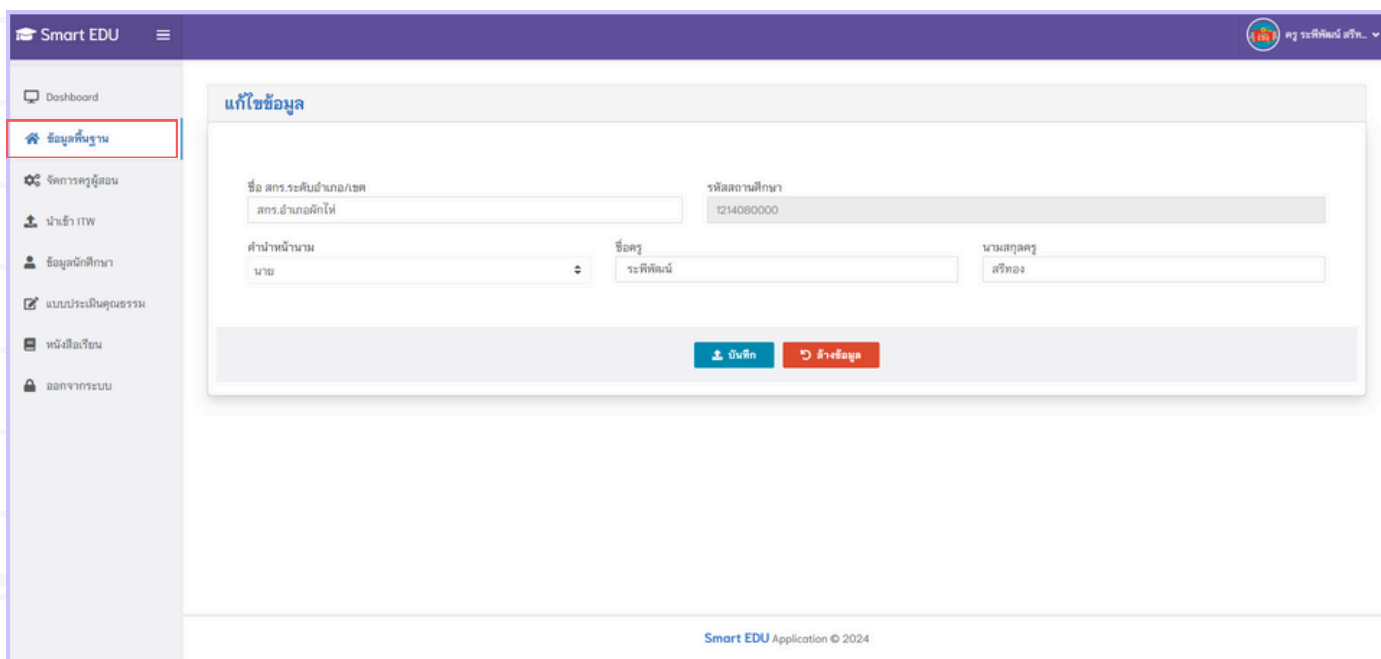 Smart EDU
ครู ระพีพัฒน์ สรีท...
Dashboard
ข้อมูลพื้นฐาน
จัดการครูผู้สอน
นำเข้า ITW
ข้อมูลนักศึกษา
แบบประเมินคุณธรรม
หนังสือเรียน
ออกจากระบบ
แก้ไขข้อมูล
ชื่อ สกร.ระดับอำเภอ/เขต
รหัสสถานศึกษา
สกร.อำเภอผักไห่
1214080000
คำนำหน้านาม
ชื่อครู
นามสกุลครู
นาย
ระพีพัฒน์
สรีทอง
บันทึก
ล้างข้อมูล
Smart EDU Application © 2024